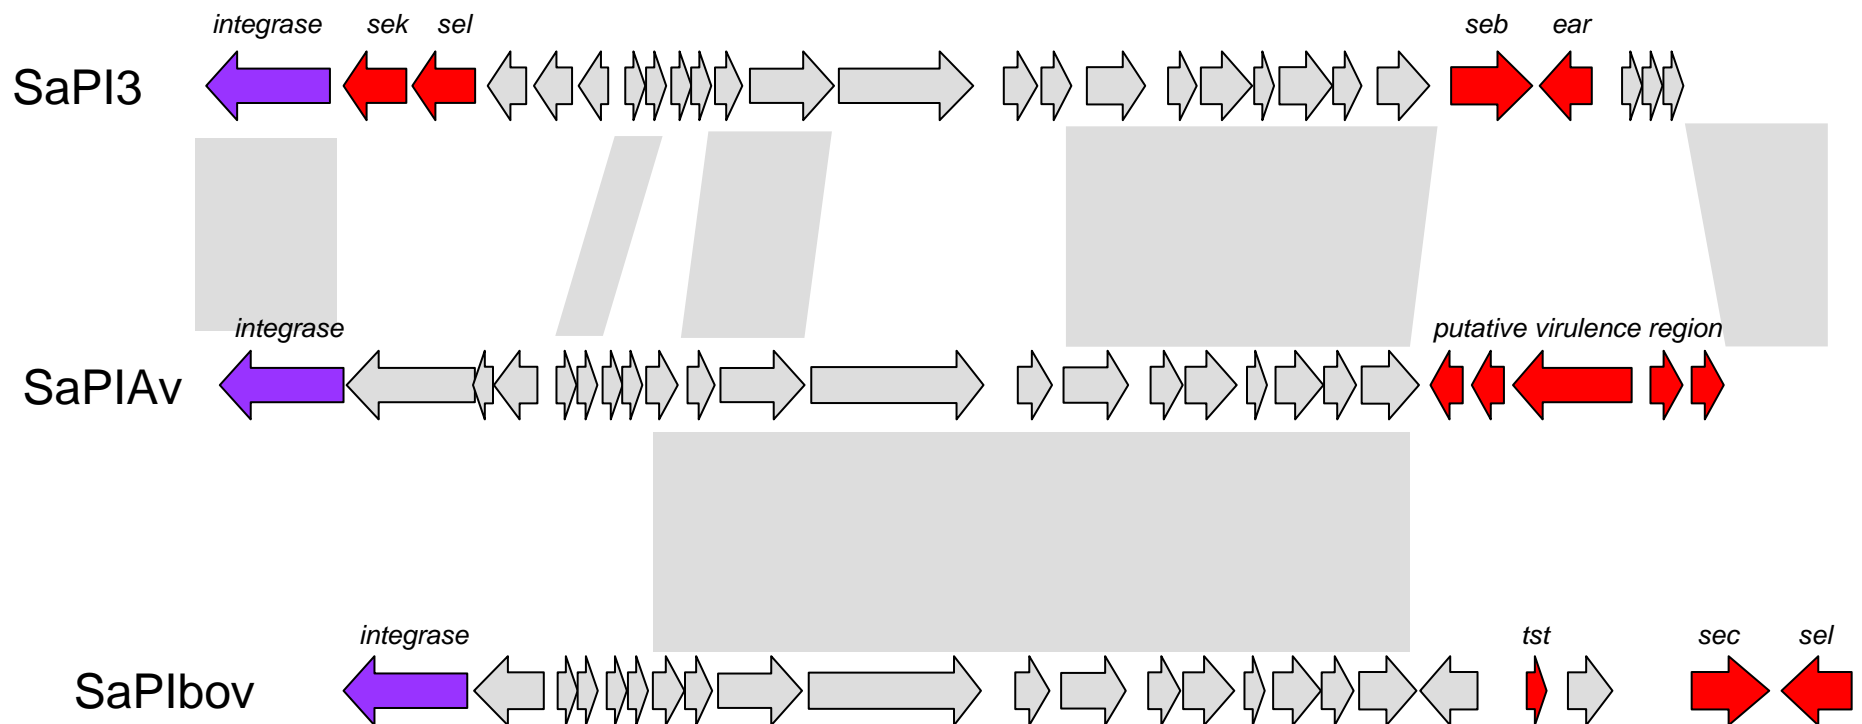 integrase sek sel seb ear
SaPI3
integrase putative virulence region
SaPIAv
integrase tst sec sel
SaPIbov